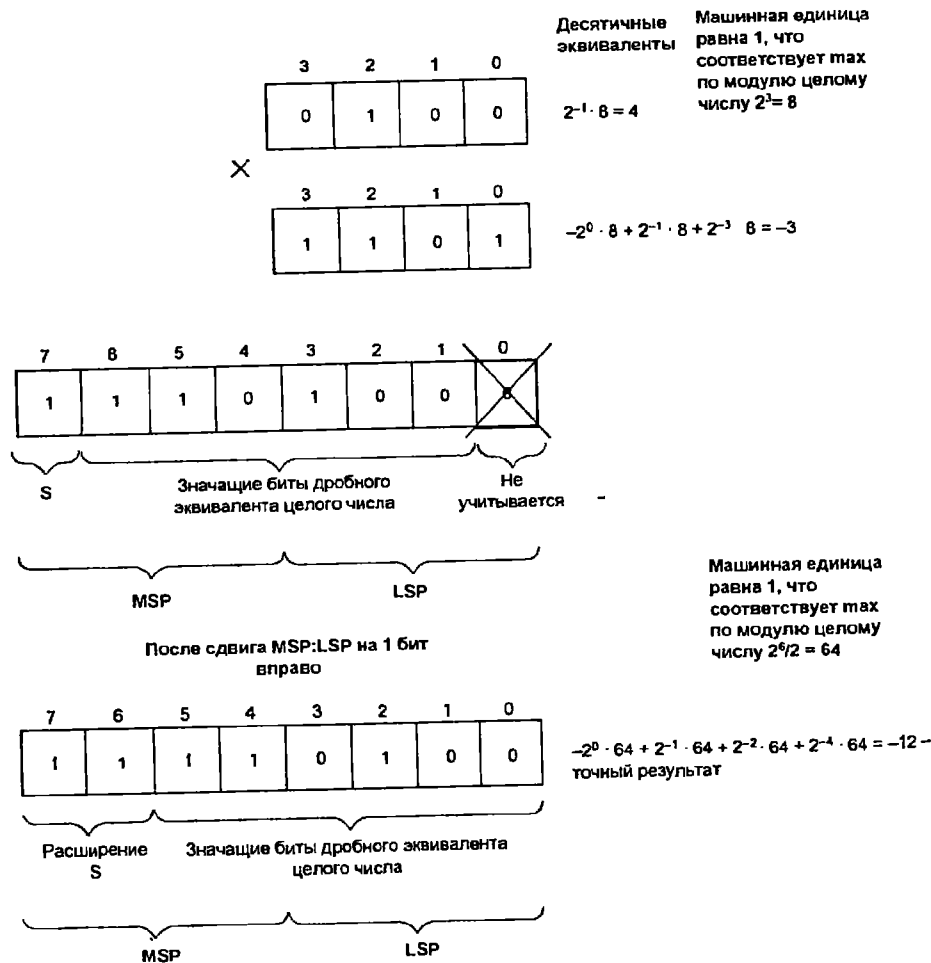 Десятичные эквиваленты
Машинная единица
равна 1, что
соответствует max
по модулю целому
числу 2³= 8
3 2 1 0
0 1 0 0
2⁻¹ · 8 = 4
×
3 2 1 0
1 1 0 1
–2⁰ · 8 + 2⁻¹ · 8 + 2⁻³ 8 = –3
7 6 5 4 3 2 1 0
1 1 1 0 1 0 0
S
Значащие биты дробного
эквивалента целого числа
Не
учитывается
MSP
LSP
Машинная единица
равна 1, что
соответствует max
по модулю целому
числу 2⁶/2 = 64
После сдвига MSP:LSP на 1 бит
вправо
7 6 5 4 3 2 1 0
1 1 1 1 0 1 0 0
–2⁰ · 64 + 2⁻¹ · 64 + 2⁻² · 64 + 2⁻⁴ · 64 = –12 –
точный результат
Расширение
S
Значащие биты дробного эквивалента
целого числа
MSP
LSP